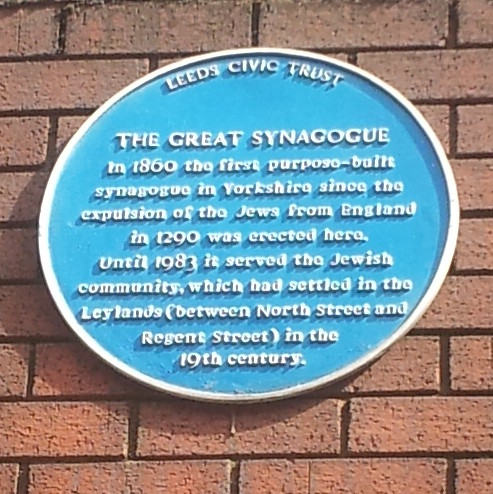 LEEDS CIVIC TRUST
THE GREAT SYNAGOGUE
In 1860 the first purpose-built
synagogue in Yorkshire since the
expulsion of the Jews from England
in 1290 was erected here.
Until 1983 it served the Jewish
community, which had settled in the
Leylands (between North Street and
Regent Street) in the
19th century.